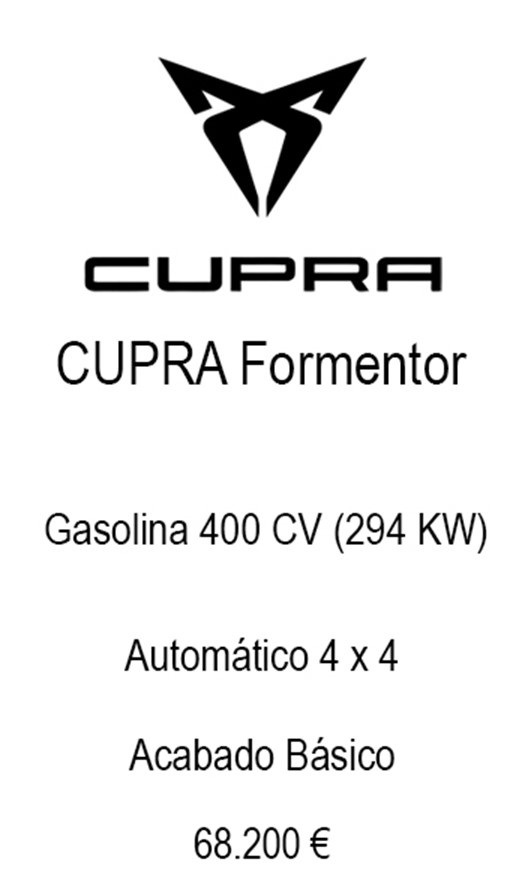 CUPRA
CUPRA Formentor
Gasolina 400 CV (294 KW)
Automático 4 x 4
Acabado Básico
68.200 €